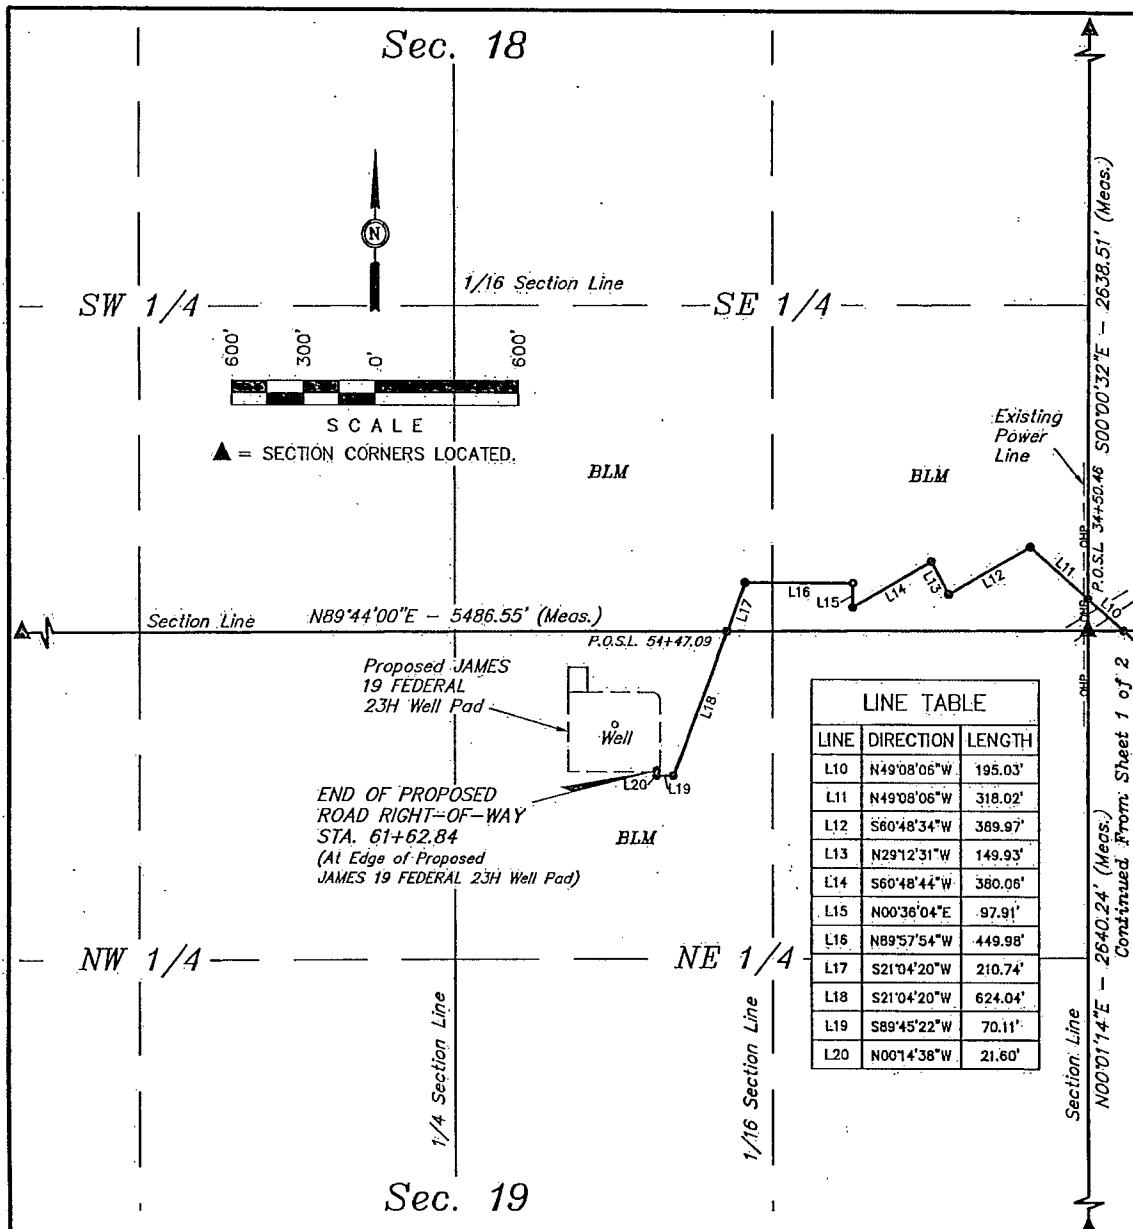 Sec. 18
1/16 Section Line
SW 1/4
SE 1/4
N
600'
300'
0'
600'
SCALE
▲ = SECTION CORNERS LOCATED.
BLM
BLM
Existing
Power
Line
S00°00'32"E - 2638.51' (Meas.)
P.O.S.L. 34+50.46
OHP
OHP
OHP
L10
L11
L12
L13
L14
L15
L16
L17
Section Line
N89°44'00"E - 5486.55' (Meas.)
P.O.S.L. 54+47.09
Proposed JAMES
19 FEDERAL
23H Well Pad
Well
L18
L20
L19
END OF PROPOSED
ROAD RIGHT-OF-WAY
STA. 61+62.84
(At Edge of Proposed
JAMES 19 FEDERAL 23H Well Pad)
BLM
LINE TABLE
LINE DIRECTION LENGTH
L10 N49°08'06"W 195.03'
L11 N49°08'06"W 318.02'
L12 S60°48'34"W 389.97'
L13 N29°12'31"W 149.93'
L14 S60°48'44"W 380.06'
L15 N00°36'04"E 97.91'
L16 N89°57'54"W 449.98'
L17 S21°04'20"W 210.74'
L18 S21°04'20"W 624.04'
L19 S89°45'22"W 70.11'
L20 N00°14'38"W 21.60'
NW 1/4
NE 1/4
1/4 Section Line
1/16 Section Line
Section Line
N00°01'14"E - 2640.24' (Meas.)
Continued From Sheet 1 of 2
Sec. 19